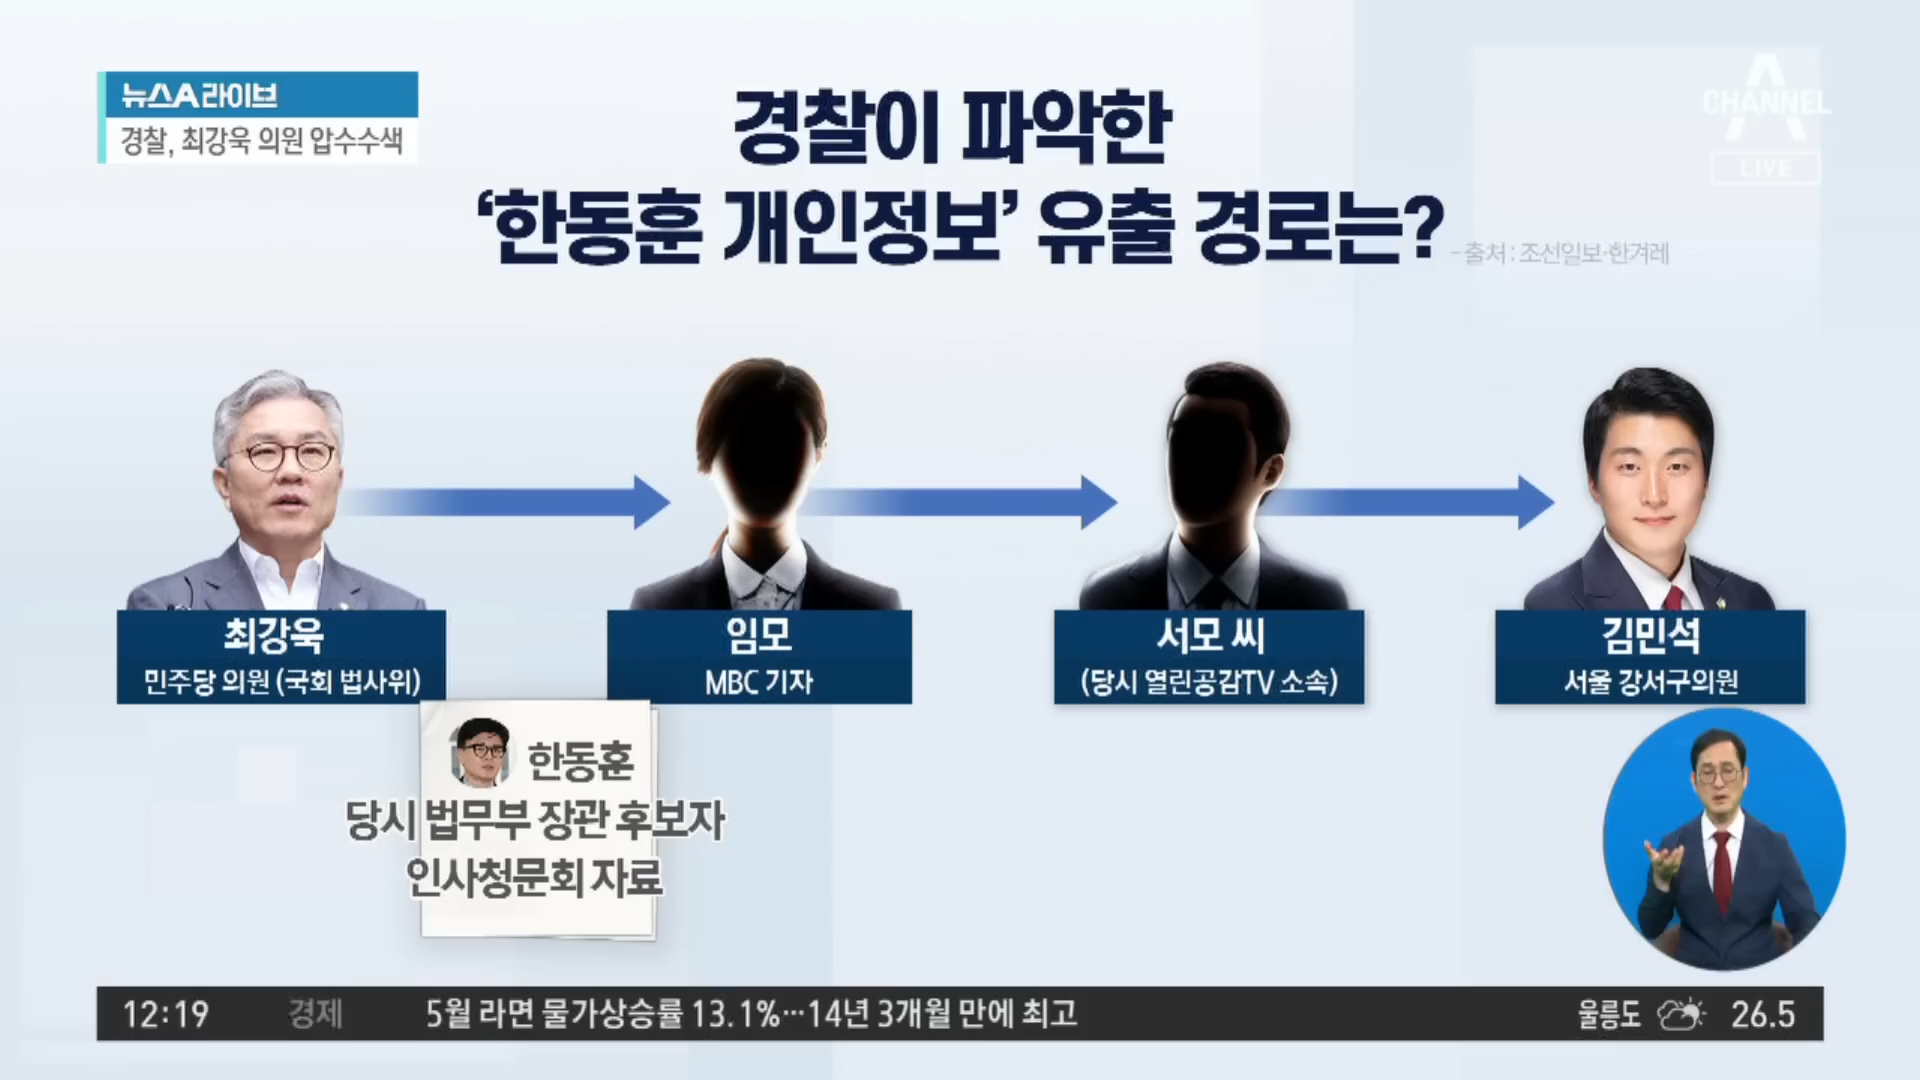 뉴스A라이브
경찰, 최강욱 의원 압수수색
경찰이 파악한
‘한동훈 개인정보’ 유출 경로는?
- 출처 : 조선일보·한겨레
CHANNEL A
LIVE
최강욱
민주당 의원 (국회 법사위)
임모
MBC 기자
서모 씨
(당시 열린공감TV 소속)
김민석
서울 강서구의원
한동훈
당시 법무부 장관 후보자
인사청문회 자료
12:19 경제 5월 라면 물가상승률 13.1%…14년 3개월 만에 최고 울릉도 26.5